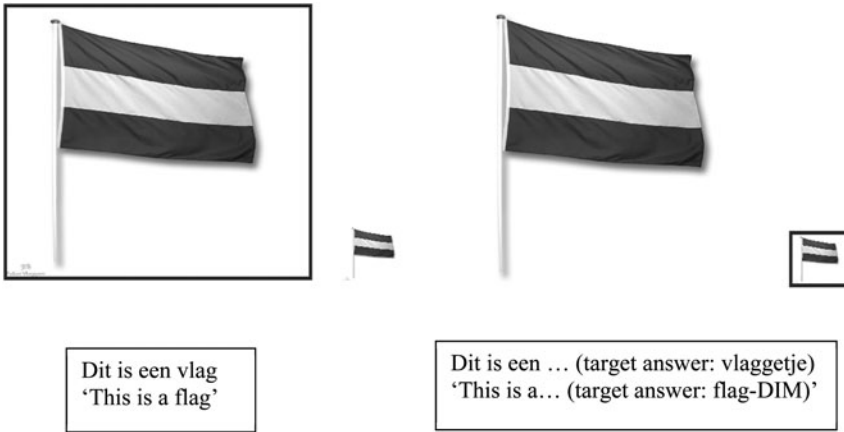 Dit is een vlag
‘This is a flag’
Dit is een … (target answer: vlaggetje)
‘This is a… (target answer: flag-DIM)’